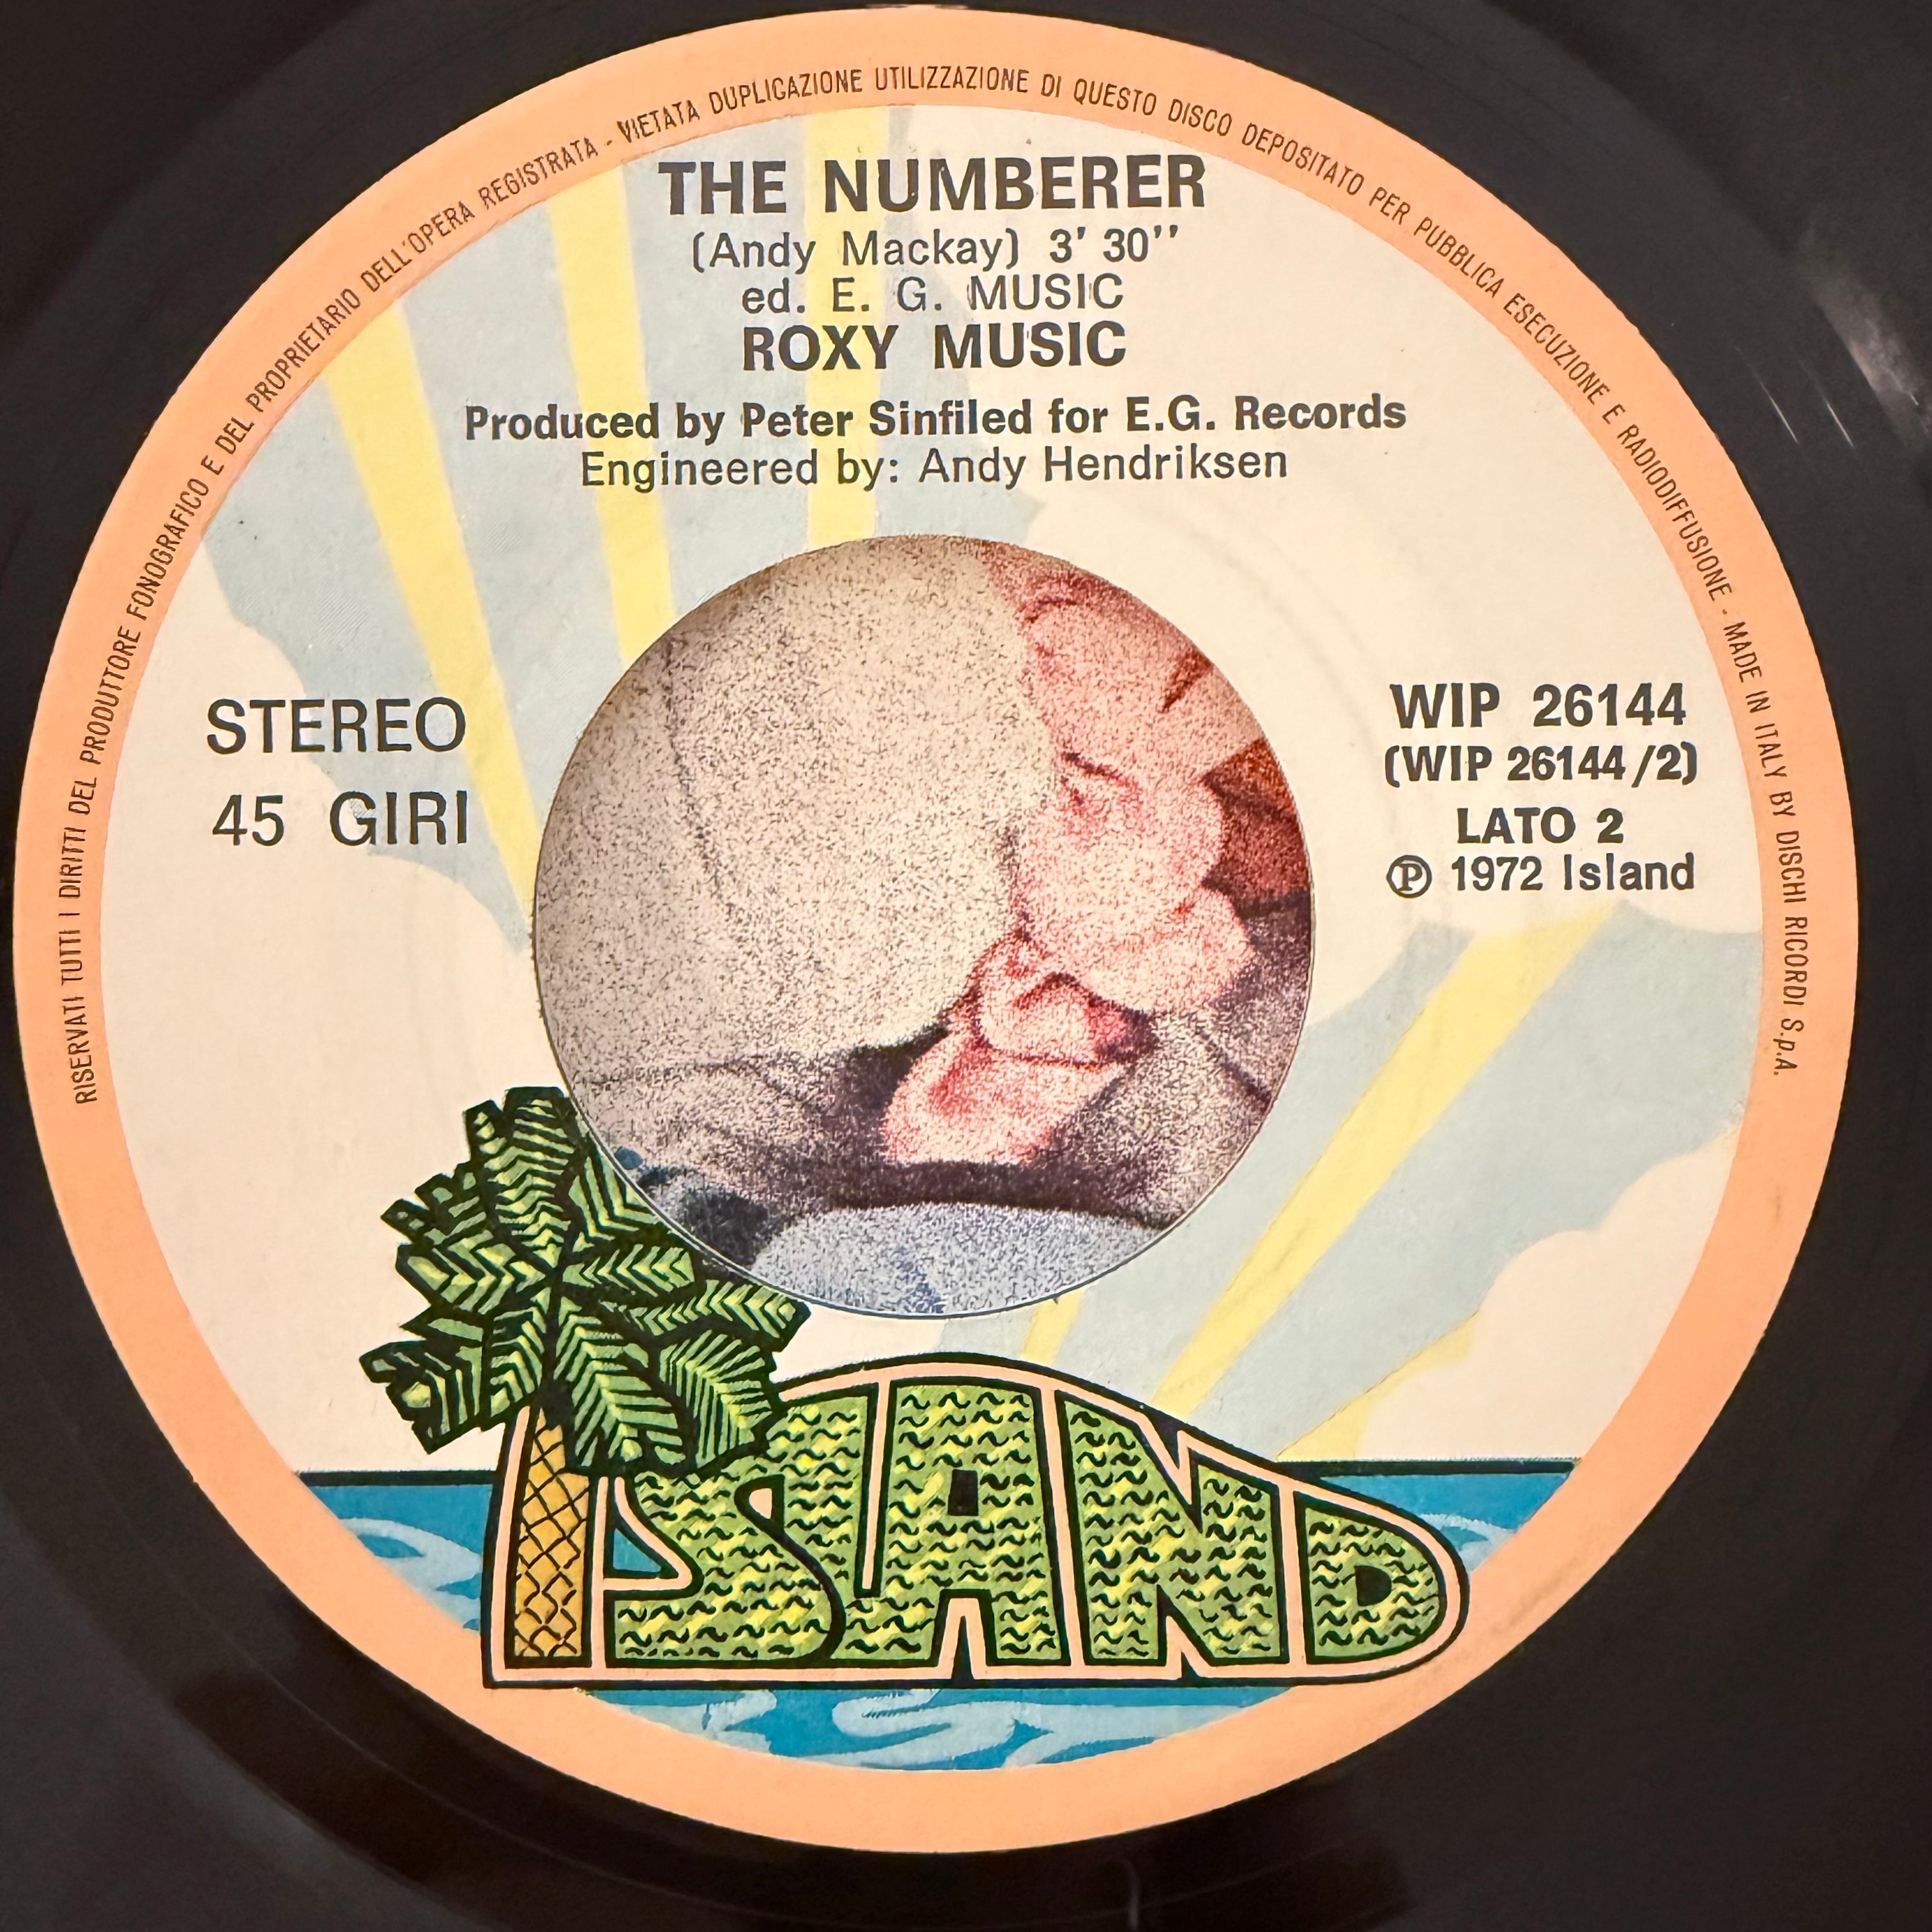 RISERVATI TUTTI I DIRITTI DEL PRODUTTORE FONOGRAFICO E DEL PROPRIETARIO DELL'OPERA REGISTRATA - VIETATA DUPLICAZIONE UTILIZZAZIONE DI QUESTO DISCO DEPOSITATO PER PUBBLICA ESECUZIONE E RADIODIFFUSIONE - MADE IN ITALY BY DISCHI RICORDI S.p.A.
THE NUMBERER
(Andy Mackay) 3' 30''
ed. E. G. MUSIC
ROXY MUSIC
Produced by Peter Sinfiled for E.G. Records
Engineered by: Andy Hendriksen
STEREO
45 GIRI
WIP 26144
(WIP 26144/2)
LATO 2
Ⓟ 1972 Island
ISLAND